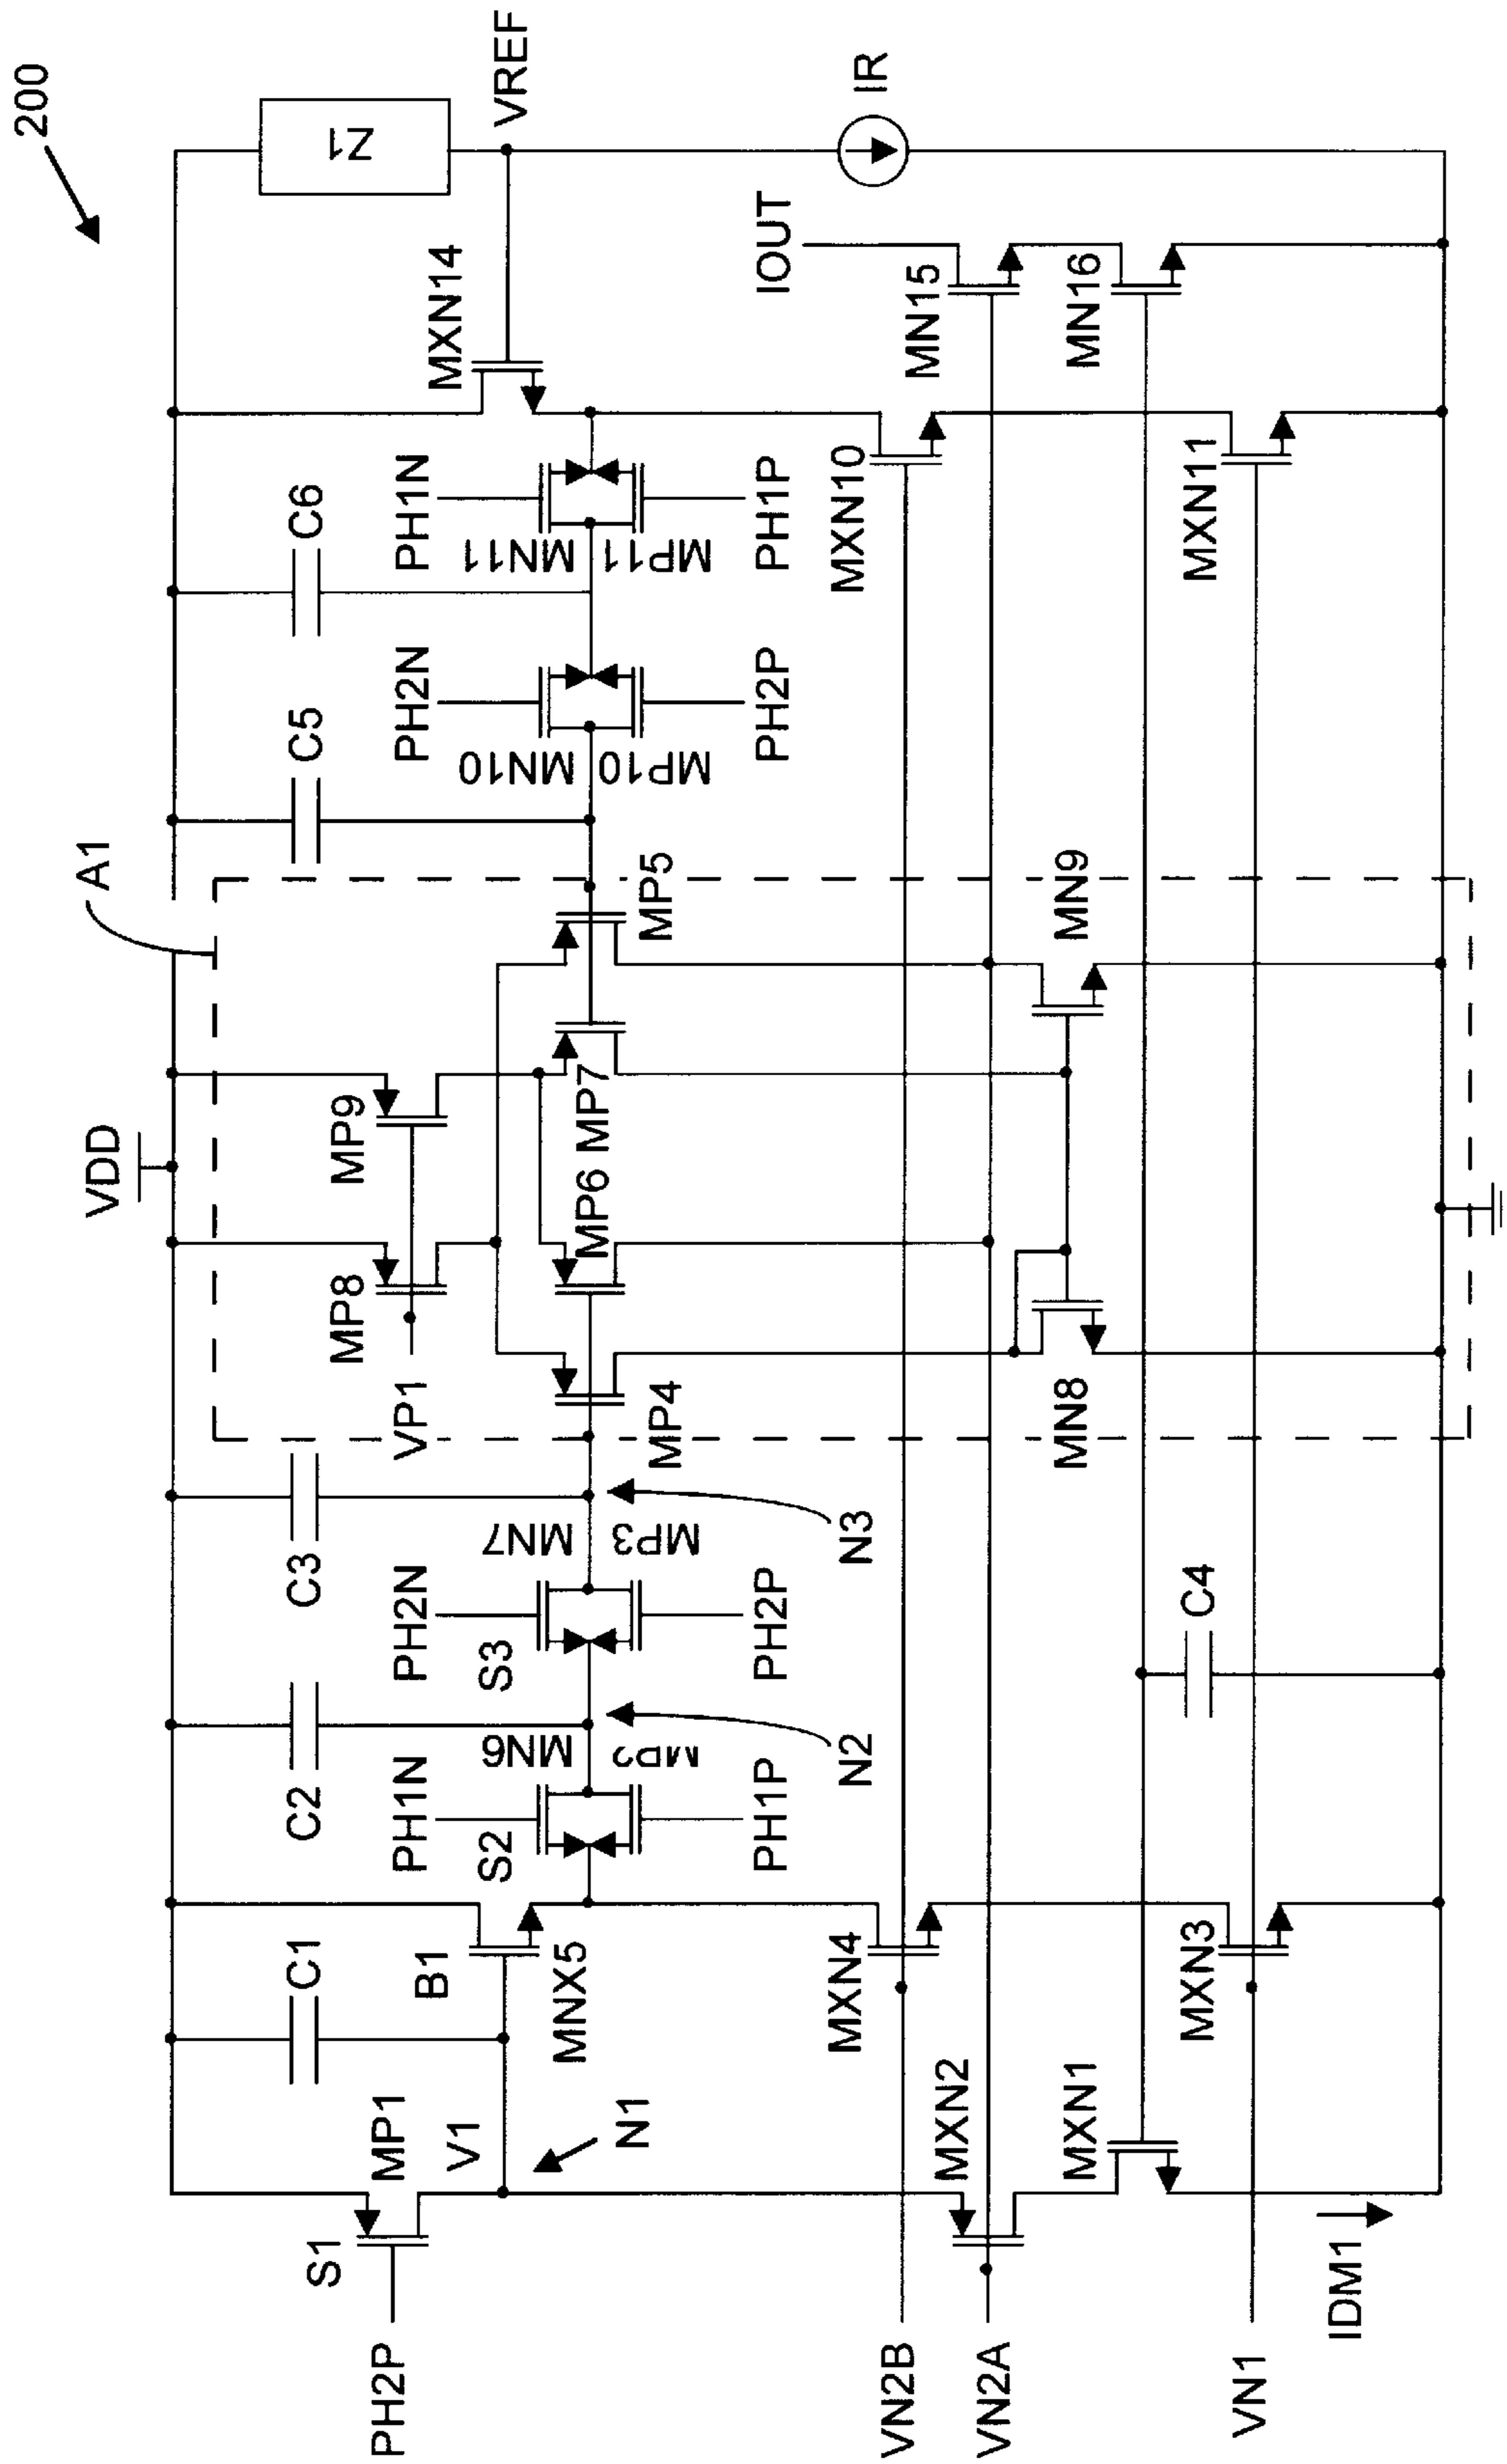 200
VDD
A1
S1
MP1
PH2P
V1
N1
C1
B1
MNX5
C2
PH1N
S2
MN6
PH1P
N2
C3
PH2N
S3
MN7
MP3
PH2P
N3
VP1
MP8
MP9
MP4
MP6
MP7
MP5
MN8
MN9
C5
PH2N
MN10
MP10
PH2P
C6
PH1N
MN11
MP11
PH1P
MXN14
Z1
VREF
IR
IOUT
MN15
MN16
MXN10
MXN11
VN2B
VN2A
VN1
MXN2
MXN1
MXN4
MXN3
C4
IDM1